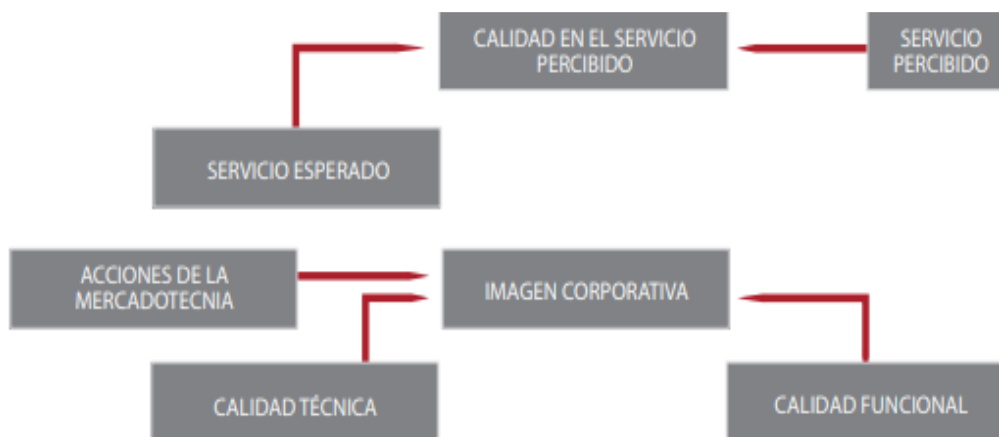 CALIDAD EN EL SERVICIO
PERCIBIDO
SERVICIO
PERCIBIDO
SERVICIO ESPERADO
ACCIONES DE LA
MERCADOTECNIA
IMAGEN CORPORATIVA
CALIDAD TÉCNICA
CALIDAD FUNCIONAL